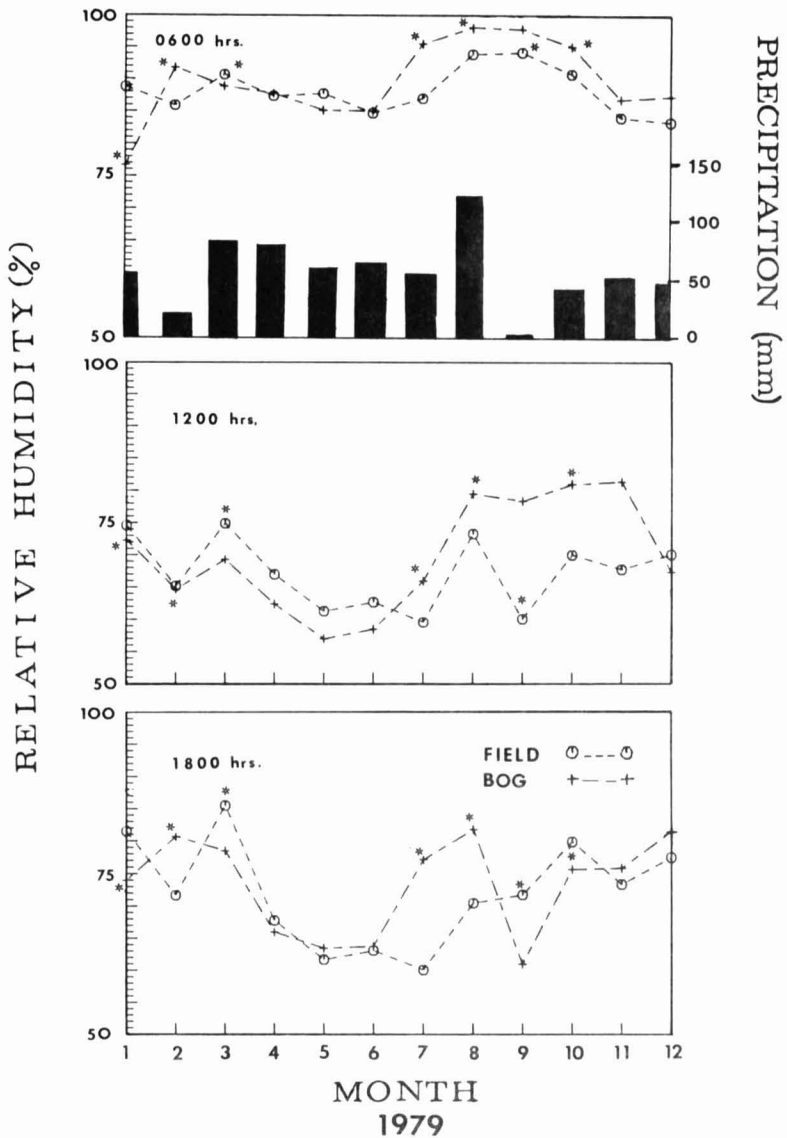 100
0600 hrs.
75
50
150
100
50
0
PRECIPITATION (mm)
RELATIVE HUMIDITY (%)
100
1200 hrs.
75
50
100
1800 hrs.
FIELD
BOG
75
50
1 2 3 4 5 6 7 8 9 10 11 12
MONTH
1979